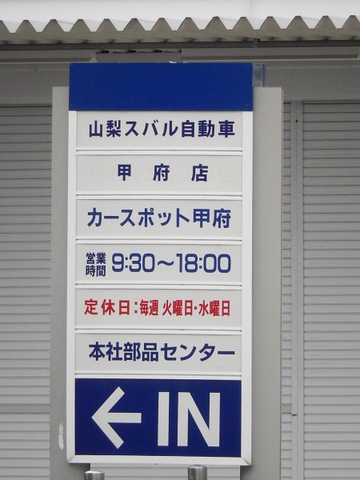 山梨スバル自動車
甲府店
カースポット甲府
営業時間 9:30～18:00
定休日：毎週 火曜日・水曜日
本社部品センター
←IN